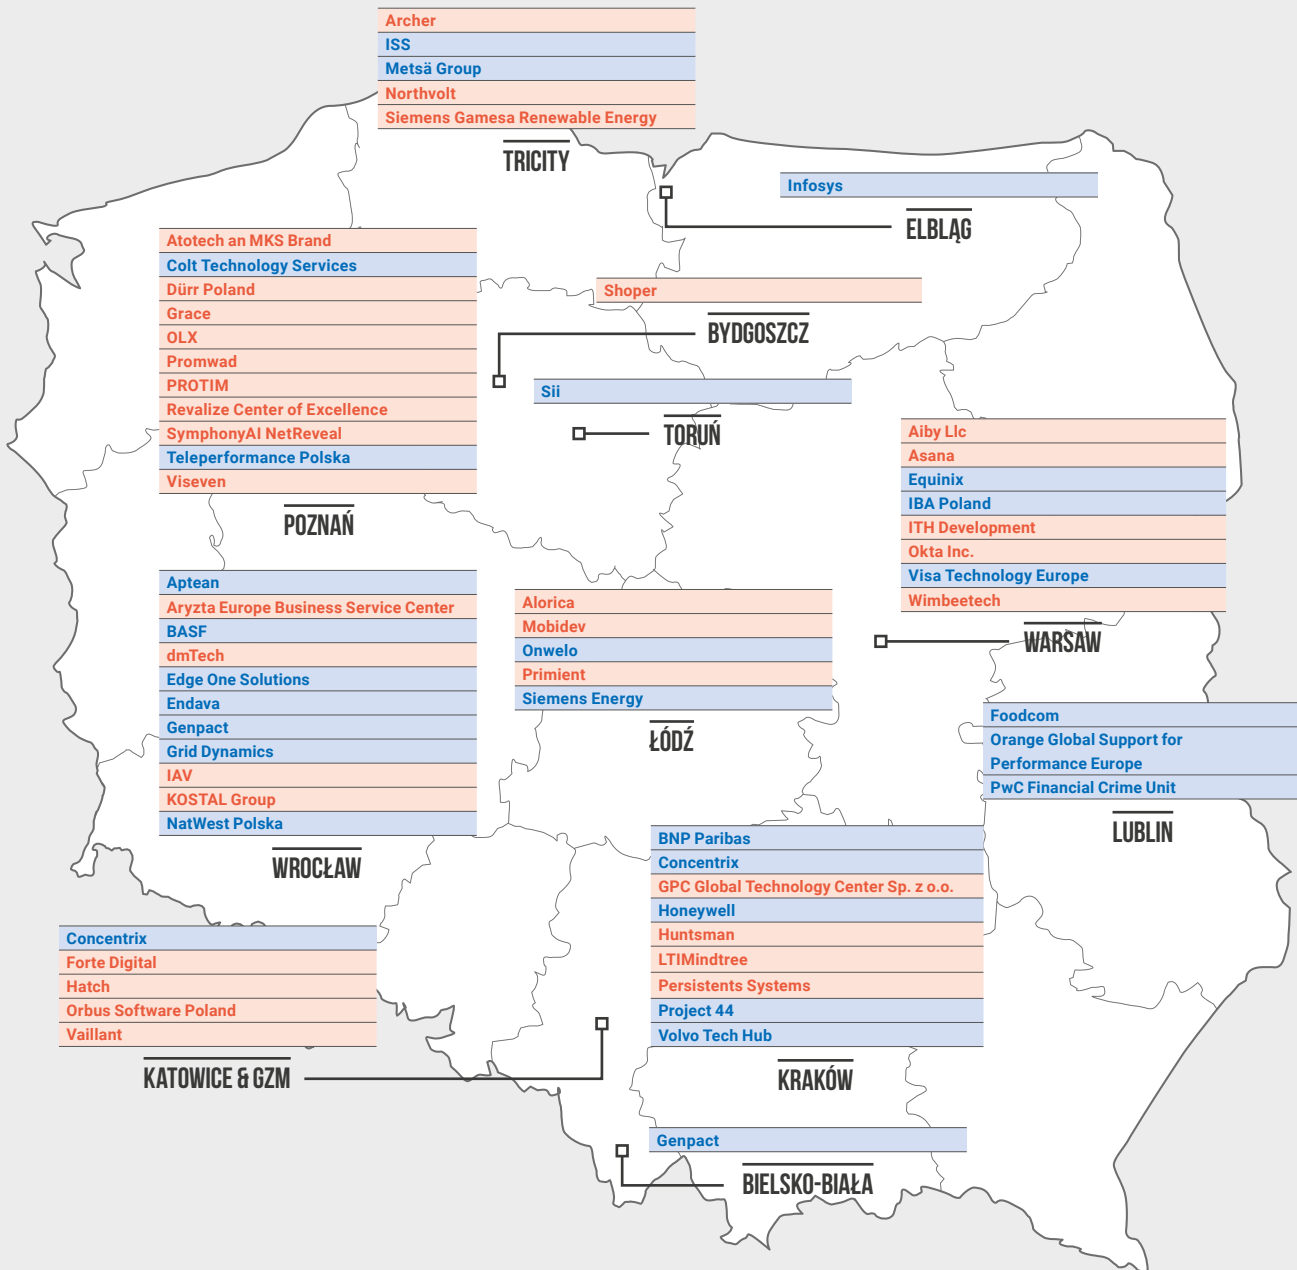 Archer
ISS
Metsä Group
Northvolt
Siemens Gamesa Renewable Energy
TRICITY
Infosys
ELBLĄG
Atotech an MKS Brand
Colt Technology Services
Dürr Poland
Grace
OLX
Promwad
PROTIM
Revalize Center of Excellence
SymphonyAI NetReveal
Teleperformance Polska
Viseven
POZNAŃ
Shoper
BYDGOSZCZ
Sii
TORUŃ
Aiby Llc
Asana
Equinix
IBA Poland
ITH Development
Okta Inc.
Visa Technology Europe
Wimbeetech
WARSAW
Aptean
Aryzta Europe Business Service Center
BASF
dmTech
Edge One Solutions
Endava
Genpact
Grid Dynamics
IAV
KOSTAL Group
NatWest Polska
WROCŁAW
Alorica
Mobidev
Onwelo
Primient
Siemens Energy
ŁÓDŹ
Foodcom
Orange Global Support for
Performance Europe
PwC Financial Crime Unit
LUBLIN
BNP Paribas
Concentrix
GPC Global Technology Center Sp. z o.o.
Honeywell
Huntsman
LTIMindtree
Persistents Systems
Project 44
Volvo Tech Hub
KRAKÓW
Concentrix
Forte Digital
Hatch
Orbus Software Poland
Vaillant
KATOWICE & GZM
Genpact
BIELSKO-BIAŁA